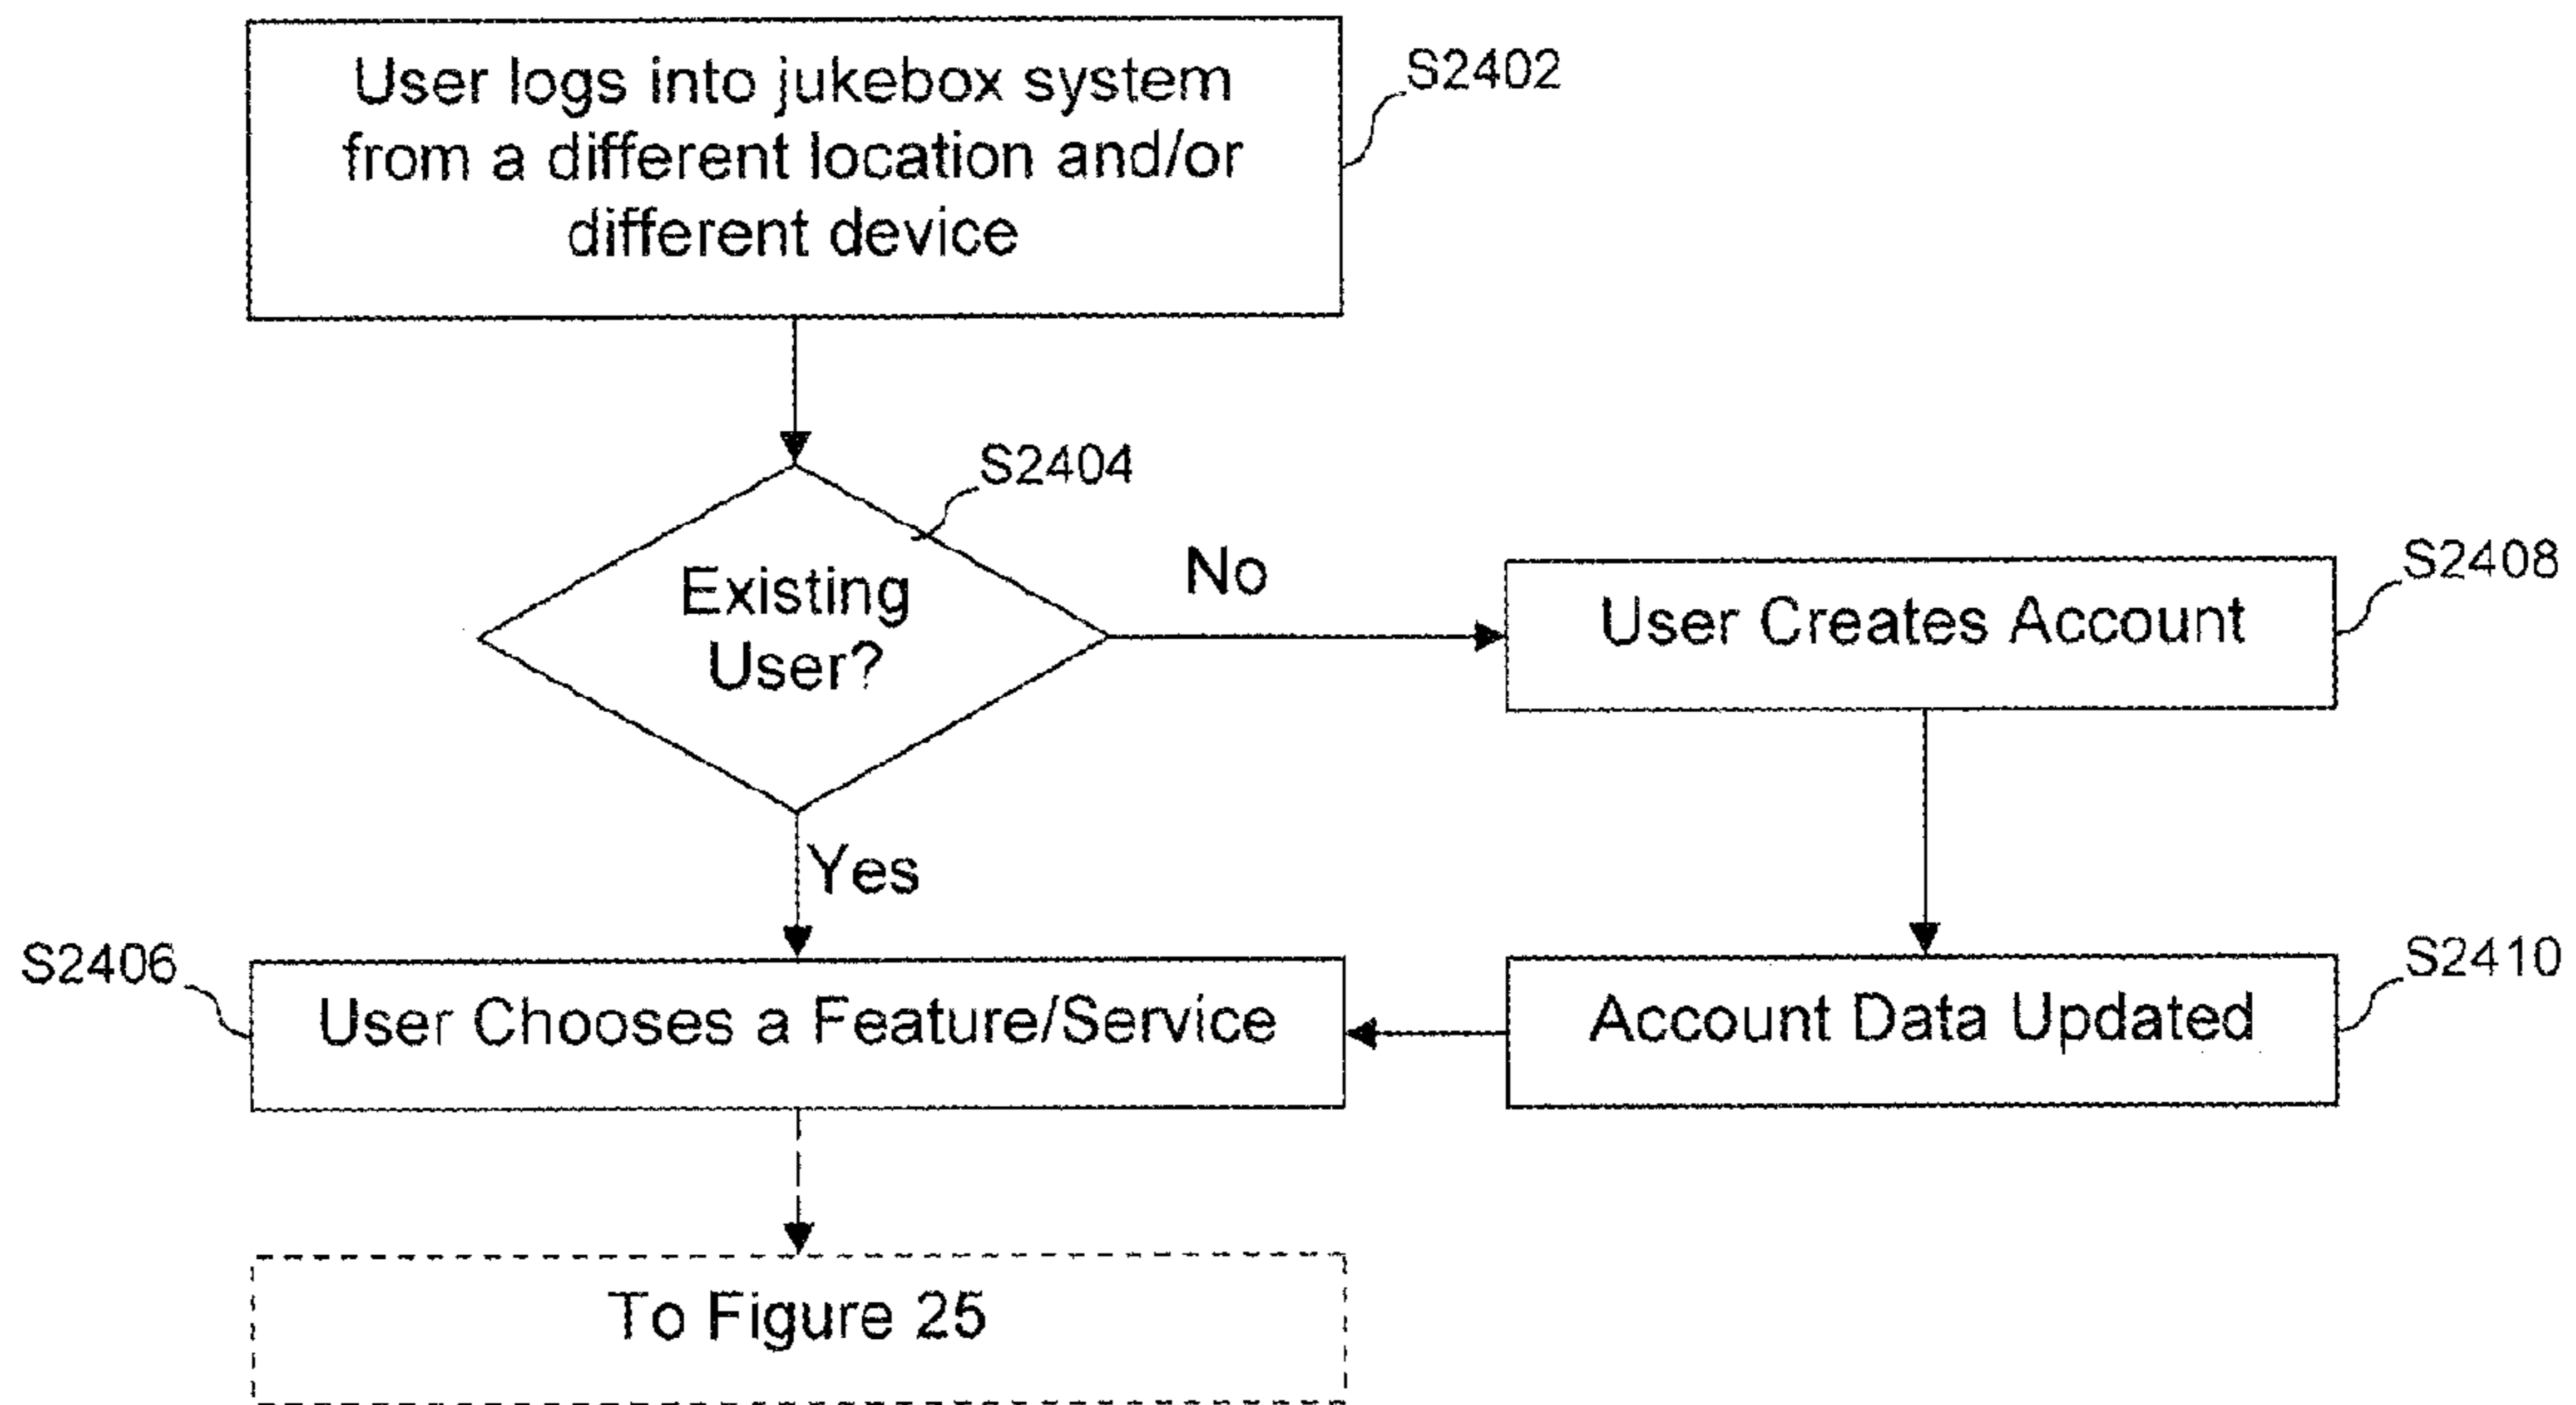 User logs into jukebox system
from a different location and/or
different device
S2402
S2404
Existing
User?
No
User Creates Account
S2408
Yes
S2406
User Chooses a Feature/Service
Account Data Updated
S2410
To Figure 25